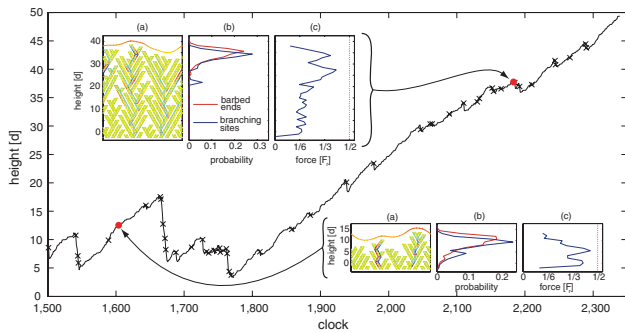 50
45
40
35
30
25
20
15
10
5
0
height [d]
1,500
1,600
1,700
1,800
1,900
2,000
2,100
2,200
2,300
clock
(a)
(b)
(c)
height [d]
40
30
20
10
0
barbed
ends
branching
sites
0
0.1
0.2
0.3
probability
0
1/6
1/3
1/2
force [F
(a)
(b)
(c)
height [d]
15
10
5
0
0
0.2
probability
0
1/6
1/3
1/2
force [F